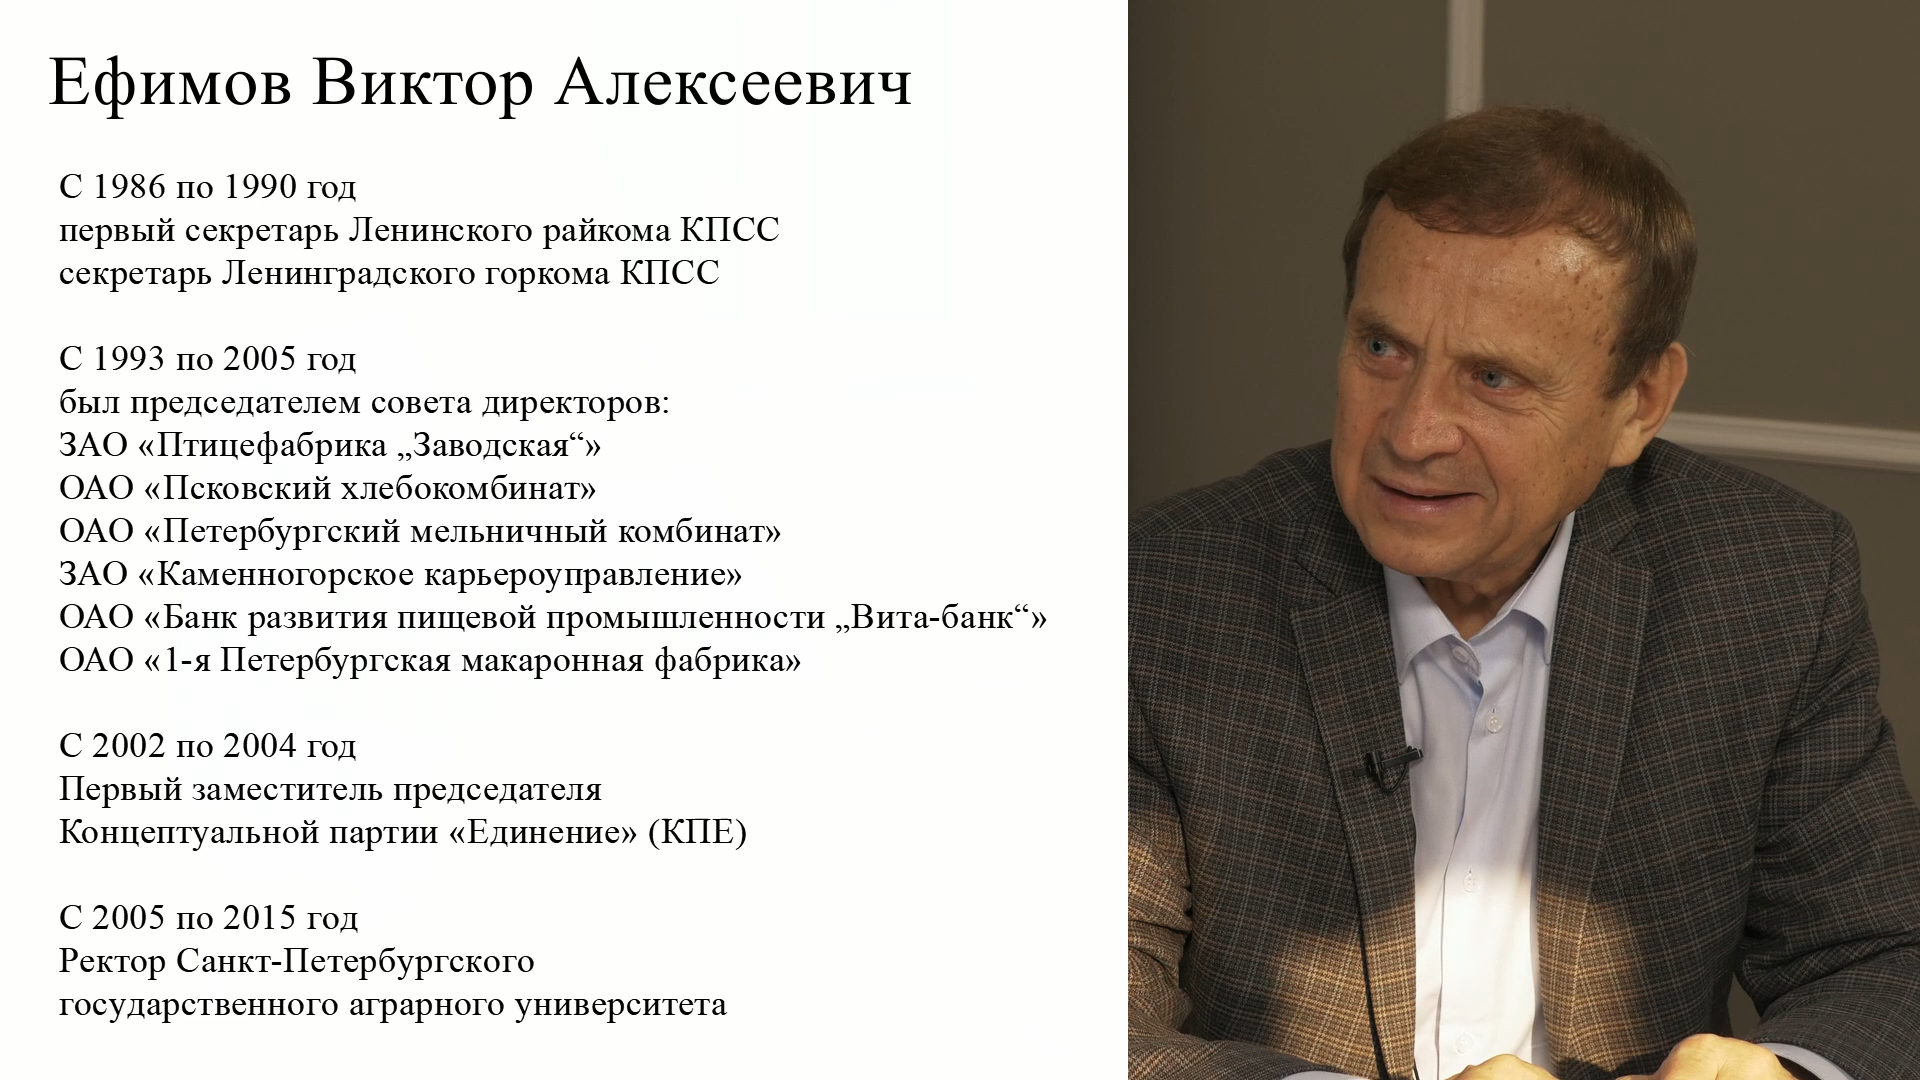 Ефимов Виктор Алексеевич
С 1986 по 1990 год
первый секретарь Ленинского райкома КПСС
секретарь Ленинградского горкома КПСС
С 1993 по 2005 год
был председателем совета директоров:
ЗАО «Птицефабрика „Заводская“»
ОАО «Псковский хлебокомбинат»
ОАО «Петербургский мельничный комбинат»
ЗАО «Каменногорское карьероуправление»
ОАО «Банк развития пищевой промышленности „Вита-банк“»
ОАО «1-я Петербургская макаронная фабрика»
С 2002 по 2004 год
Первый заместитель председателя
Концептуальной партии «Единение» (КПЕ)
С 2005 по 2015 год
Ректор Санкт-Петербургского
государственного аграрного университета